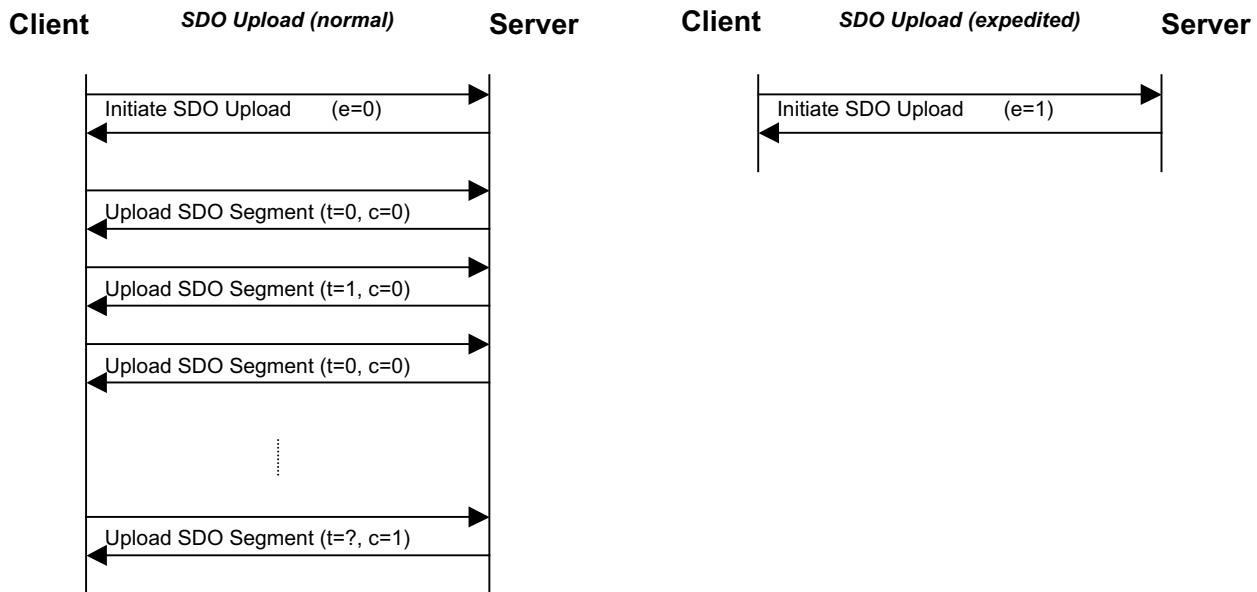 Client SDO Upload (normal) Server
Initiate SDO Upload (e=0)
Upload SDO Segment (t=0, c=0)
Upload SDO Segment (t=1, c=0)
Upload SDO Segment (t=0, c=0)
Upload SDO Segment (t=?, c=1)
Client SDO Upload (expedited) Server
Initiate SDO Upload (e=1)